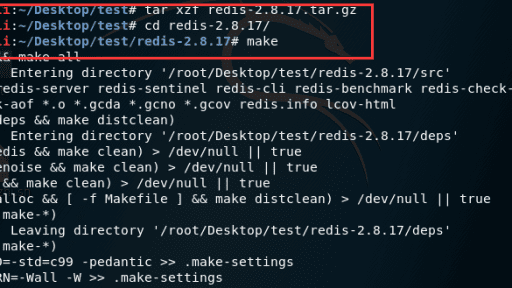 li:~/Desktop/test# tar xzf redis-2.8.17.tar.gz
li:~/Desktop/test# cd redis-2.8.17/
li:~/Desktop/test/redis-2.8.17# make
&& make all
Entering directory '/root/Desktop/test/redis-2.8.17/src'
redis-server redis-sentinel redis-cli redis-benchmark redis-check-
k-aof *.o *.gcda *.gcno *.gcov redis.info lcov-html
deps && make distclean)
Entering directory '/root/Desktop/test/redis-2.8.17/deps'
edis && make clean) > /dev/null || true
enoise && make clean) > /dev/null || true
&& make clean) > /dev/null || true
alloc && [ -f Makefile ] && make distclean) > /dev/null || true
make-*)
Leaving directory '/root/Desktop/test/redis-2.8.17/deps'
make-*)
D=-std=c99 -pedantic >> .make-settings
RN=-Wall -W >> .make-settings